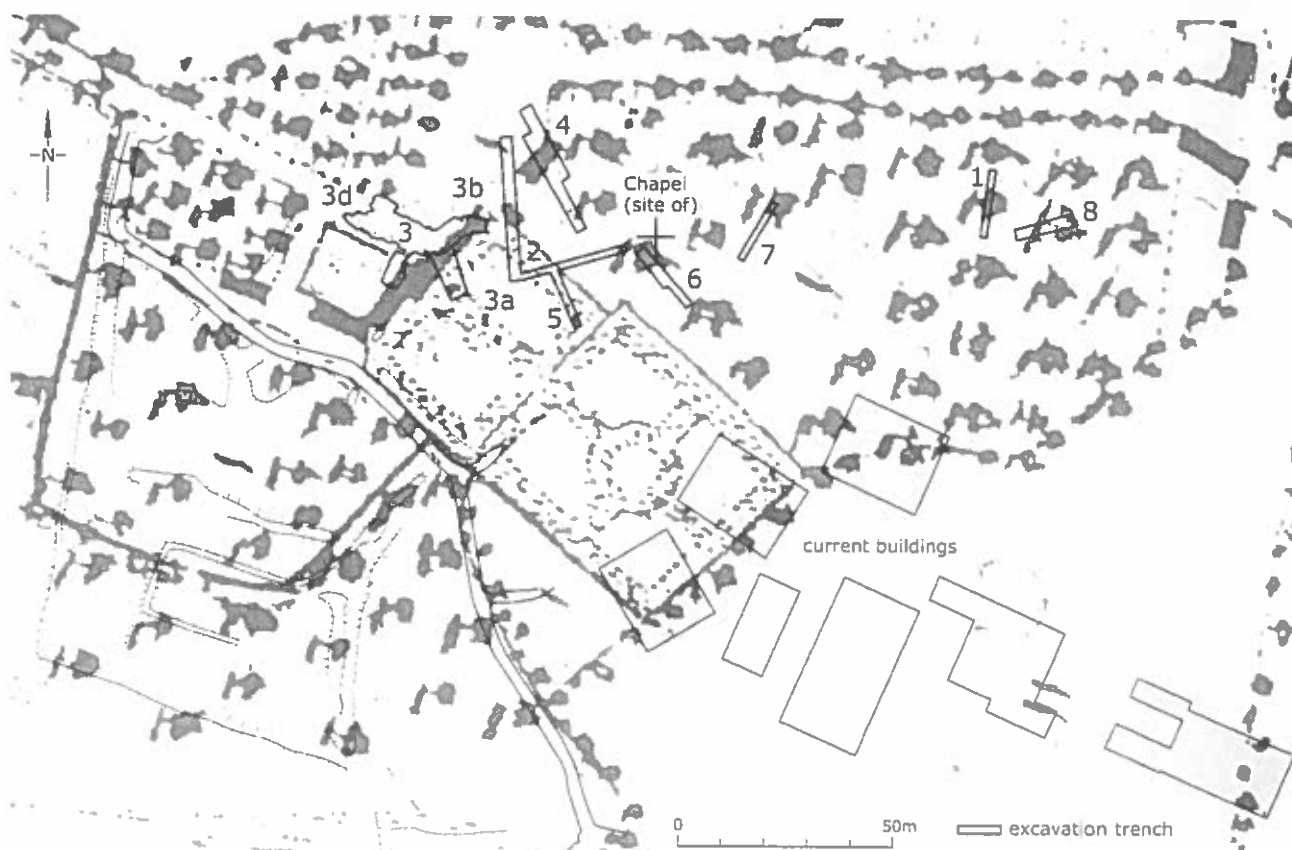 4
1
Chapel
(site of)
3d
3b
8
N
3
7
2
6
3a
5
current buildings
0
50m
excavation trench